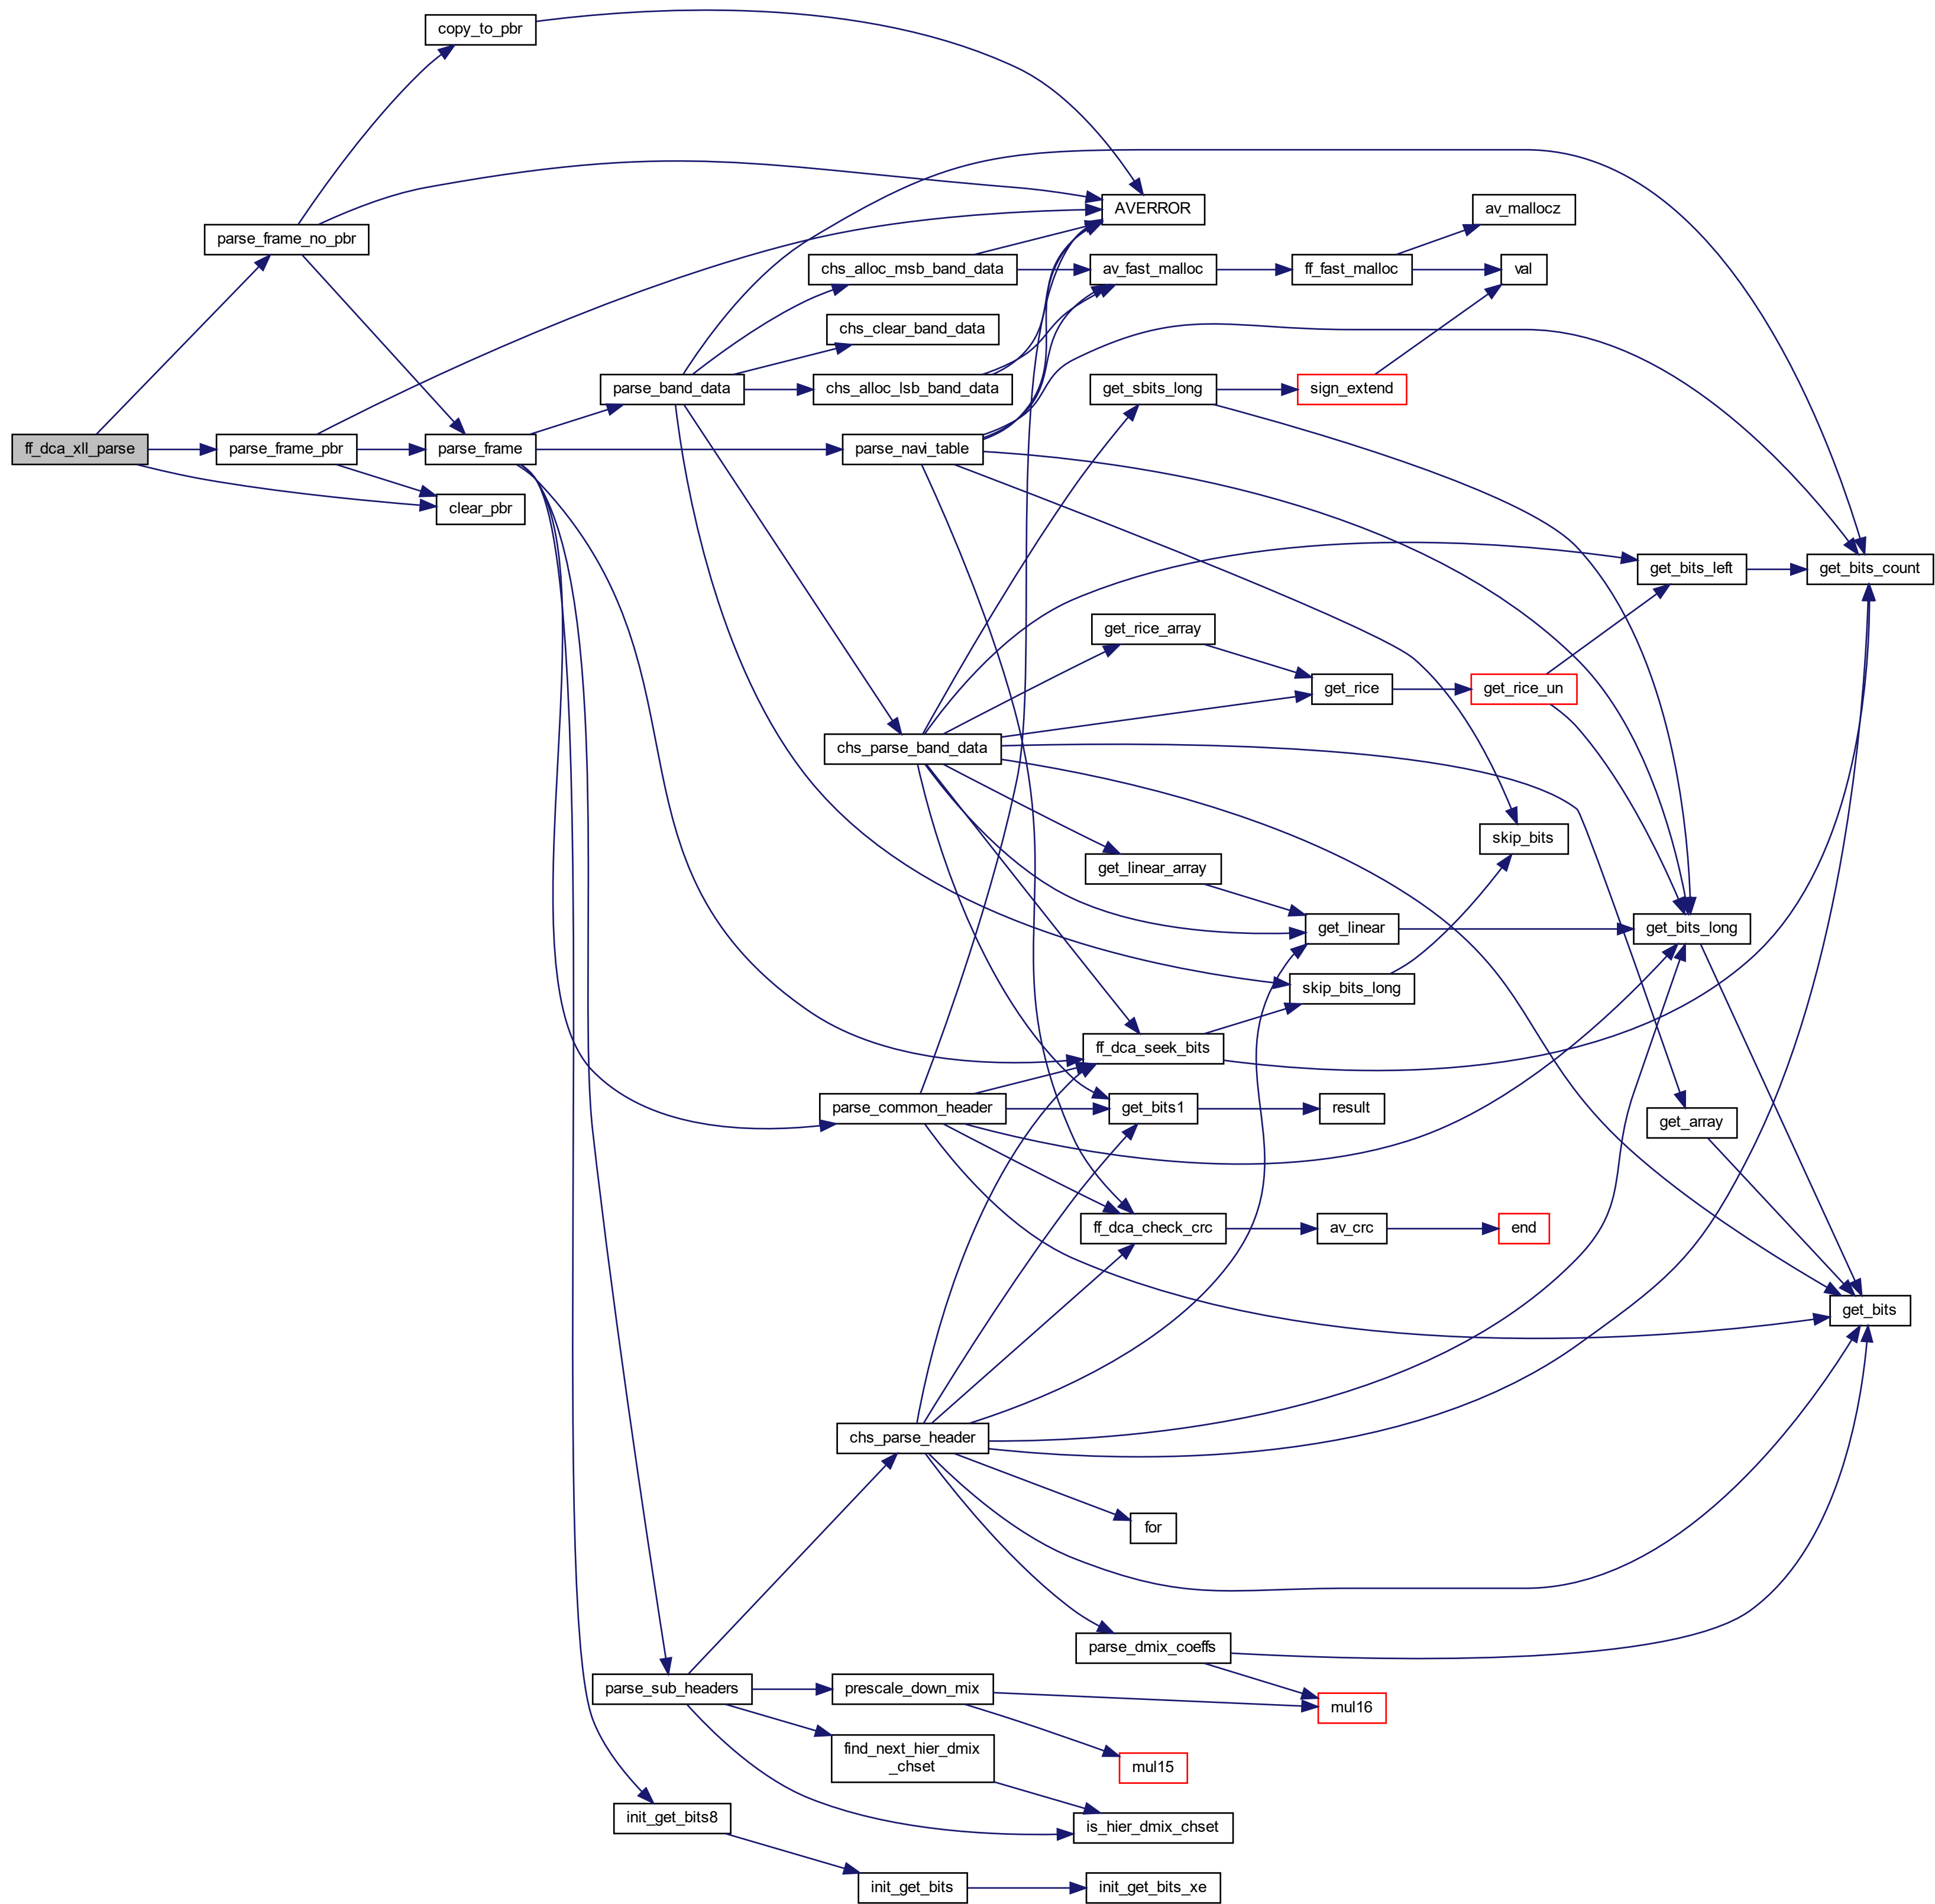 copy_to_pbr
av_mallocz
AVERROR
parse_frame_no_pbr
chs_alloc_msb_band_data
av_fast_malloc
ff_fast_malloc
val
chs_clear_band_data
parse_band_data
chs_alloc_lsb_band_data
get_sbits_long
sign_extend
ff_dca_xll_parse
parse_frame_pbr
parse_frame
parse_navi_table
clear_pbr
get_bits_left
get_bits_count
get_rice_array
get_rice
get_rice_un
chs_parse_band_data
skip_bits
get_linear_array
get_linear
get_bits_long
skip_bits_long
ff_dca_seek_bits
parse_common_header
get_bits1
result
get_array
ff_dca_check_crc
av_crc
end
get_bits
chs_parse_header
for
parse_dmix_coeffs
parse_sub_headers
prescale_down_mix
mul16
find_next_hier_dmix
_chset
mul15
init_get_bits8
is_hier_dmix_chset
init_get_bits
init_get_bits_xe